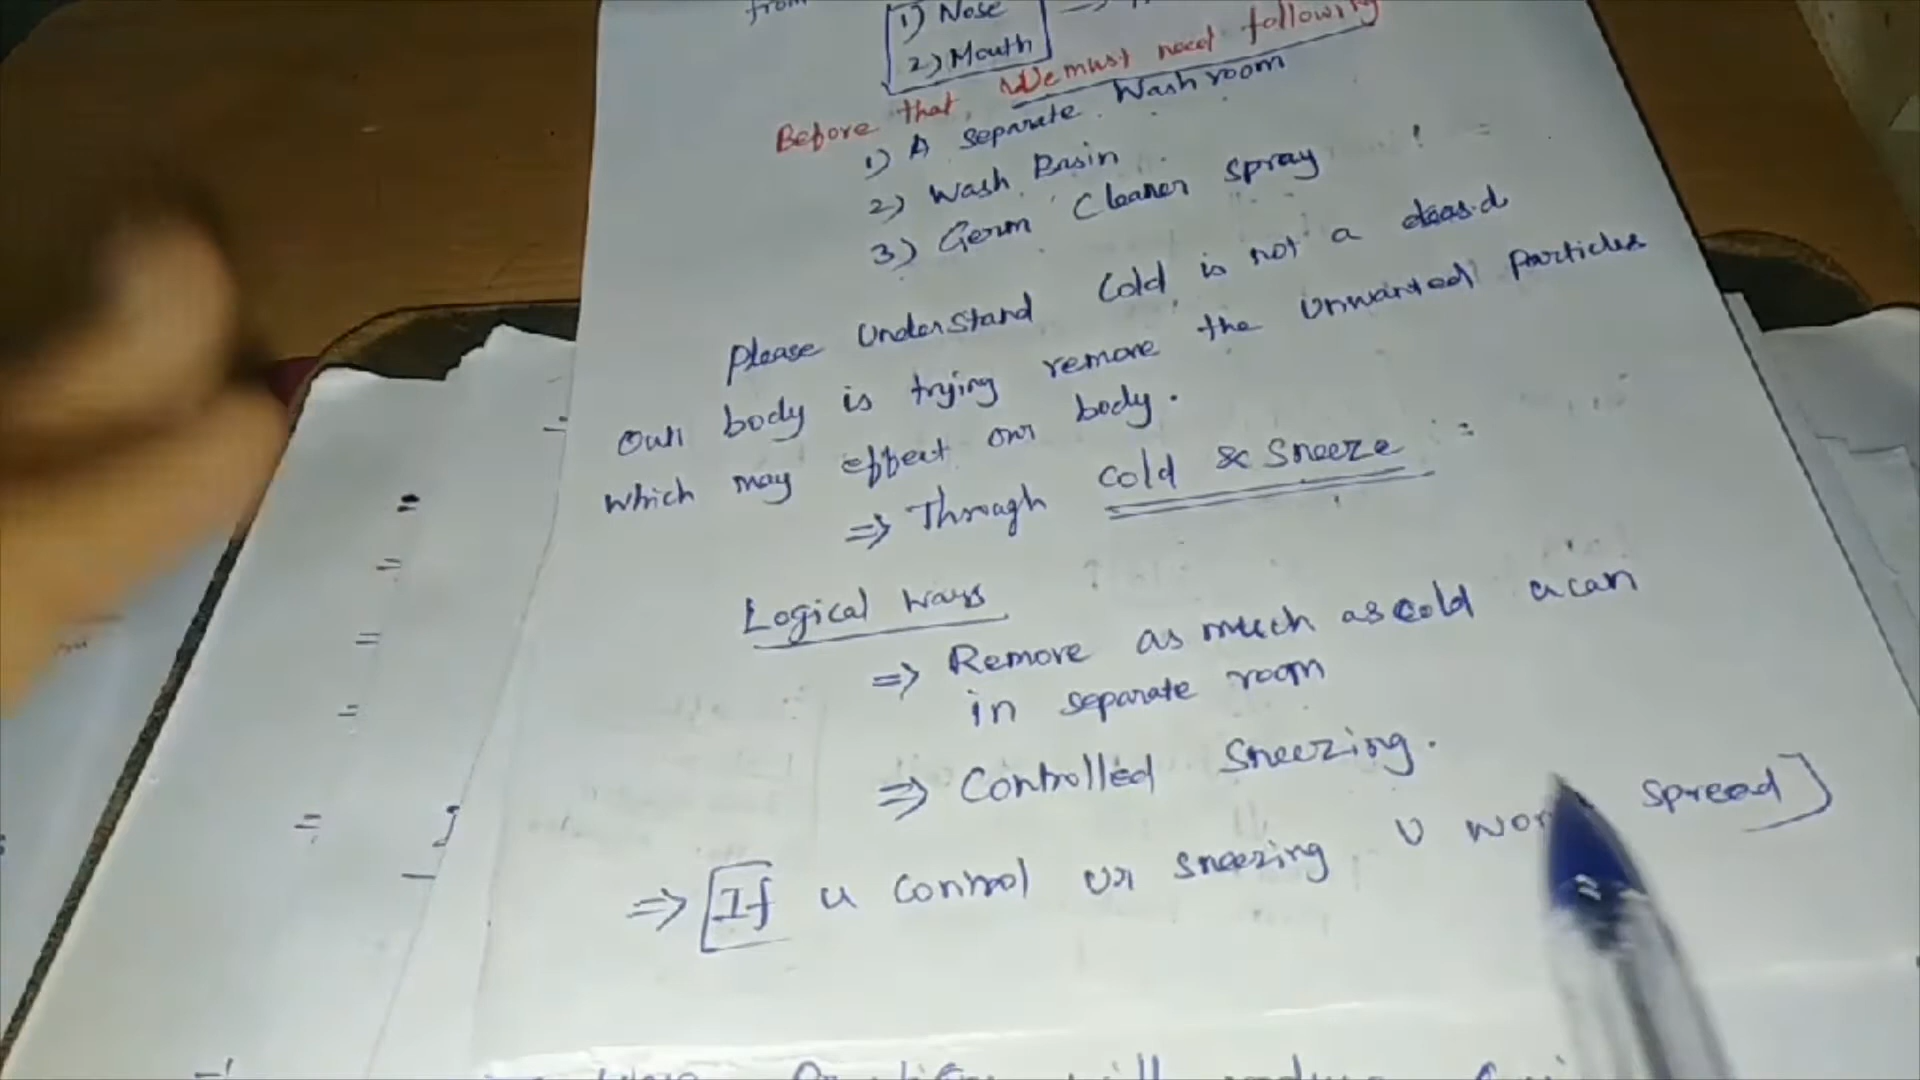 from
1) Nose
2) Mouth
Before that, We must need following
1) A separate Wash room
2) Wash Basin
3) Germ Cleaner spray
please Understand Cold is not a
Our body is trying remove the Unwanted Particles
which may effect our body.
=> Through Cold & Sneeze
Logical ways
=> Remove as much as cold u can
in separate room
=> Controlled Sneezing.
=> [If u control ur sneezing U spread]
will